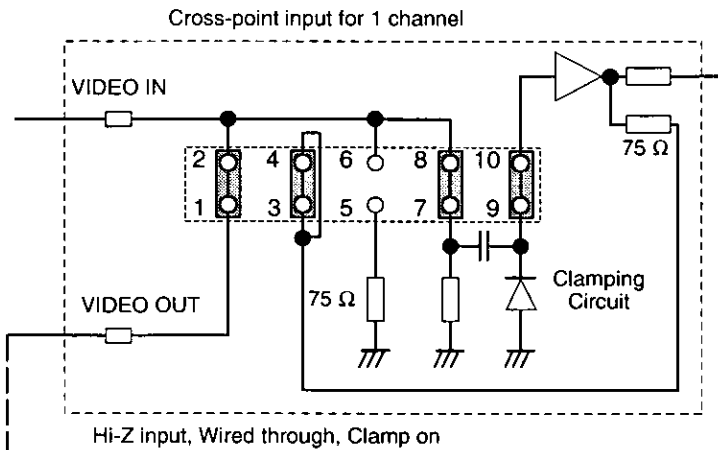 Cross-point input for 1 channel
VIDEO IN
75 Ω
2 4 6 8 10
1 3 5 7 9
75 Ω
Clamping
Circuit
VIDEO OUT
Hi-Z input, Wired through, Clamp on